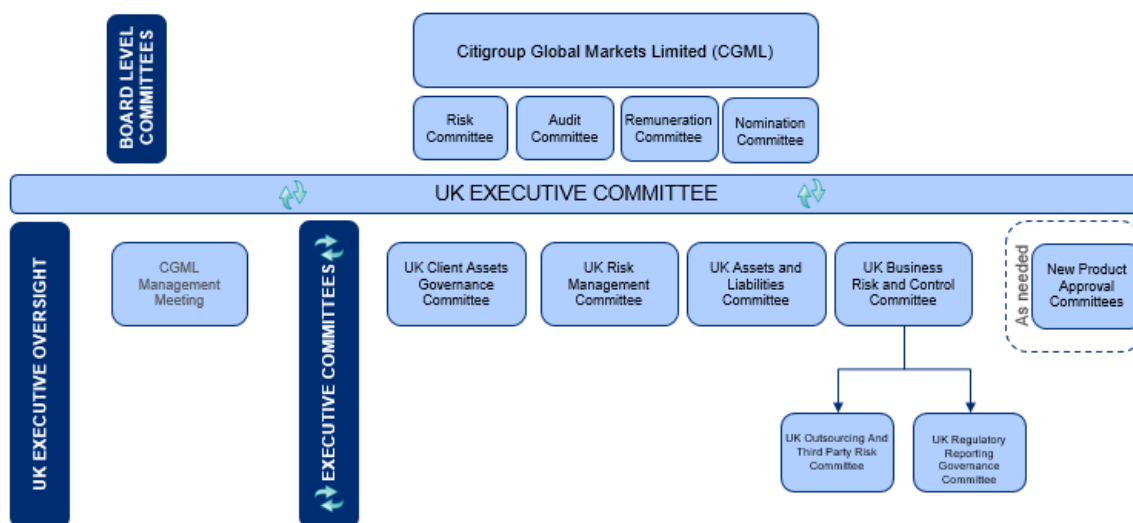 BOARD LEVEL
COMMITTEES
Citigroup Global Markets Limited (CGML)
Risk
Committee
Audit
Committee
Remuneration
Committee
Nomination
Committee
UK EXECUTIVE COMMITTEE
UK EXECUTIVE OVERSIGHT
CGML
Management
Meeting
EXECUTIVE COMMITTEES
UK Client Assets
Governance
Committee
UK Risk
Management
Committee
UK Assets and
Liabilities
Committee
UK Business
Risk and Control
Committee
As needed
New Product
Approval
Committees
UK Outsourcing And
Third Party Risk
Committee
UK Regulatory
Reporting
Governance
Committee